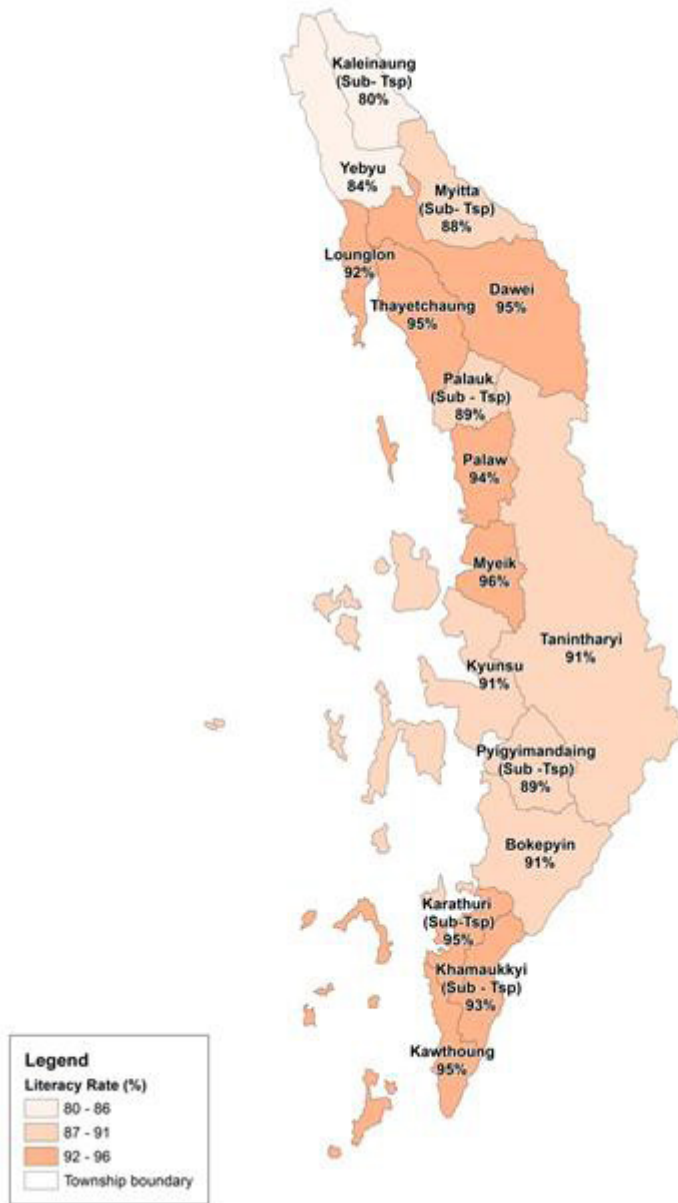 Kaleinaung
(Sub- Tsp)
80%
Yebyu
84%
Myitta
(Sub- Tsp)
88%
Lounglon
92%
Dawei
95%
Thayetchaung
95%
Palauk
(Sub - Tsp)
89%
Palaw
94%
Myeik
96%
Tanintharyi
91%
Kyunsu
91%
Pyigyimandaing
(Sub -Tsp)
89%
Bokepyin
91%
Karathuri
(Sub-Tsp)
95%
Khamaukkyi
(Sub - Tsp)
93%
Kawthoung
95%
Legend
Literacy Rate (%)
80 - 86
87 - 91
92 - 96
Township boundary